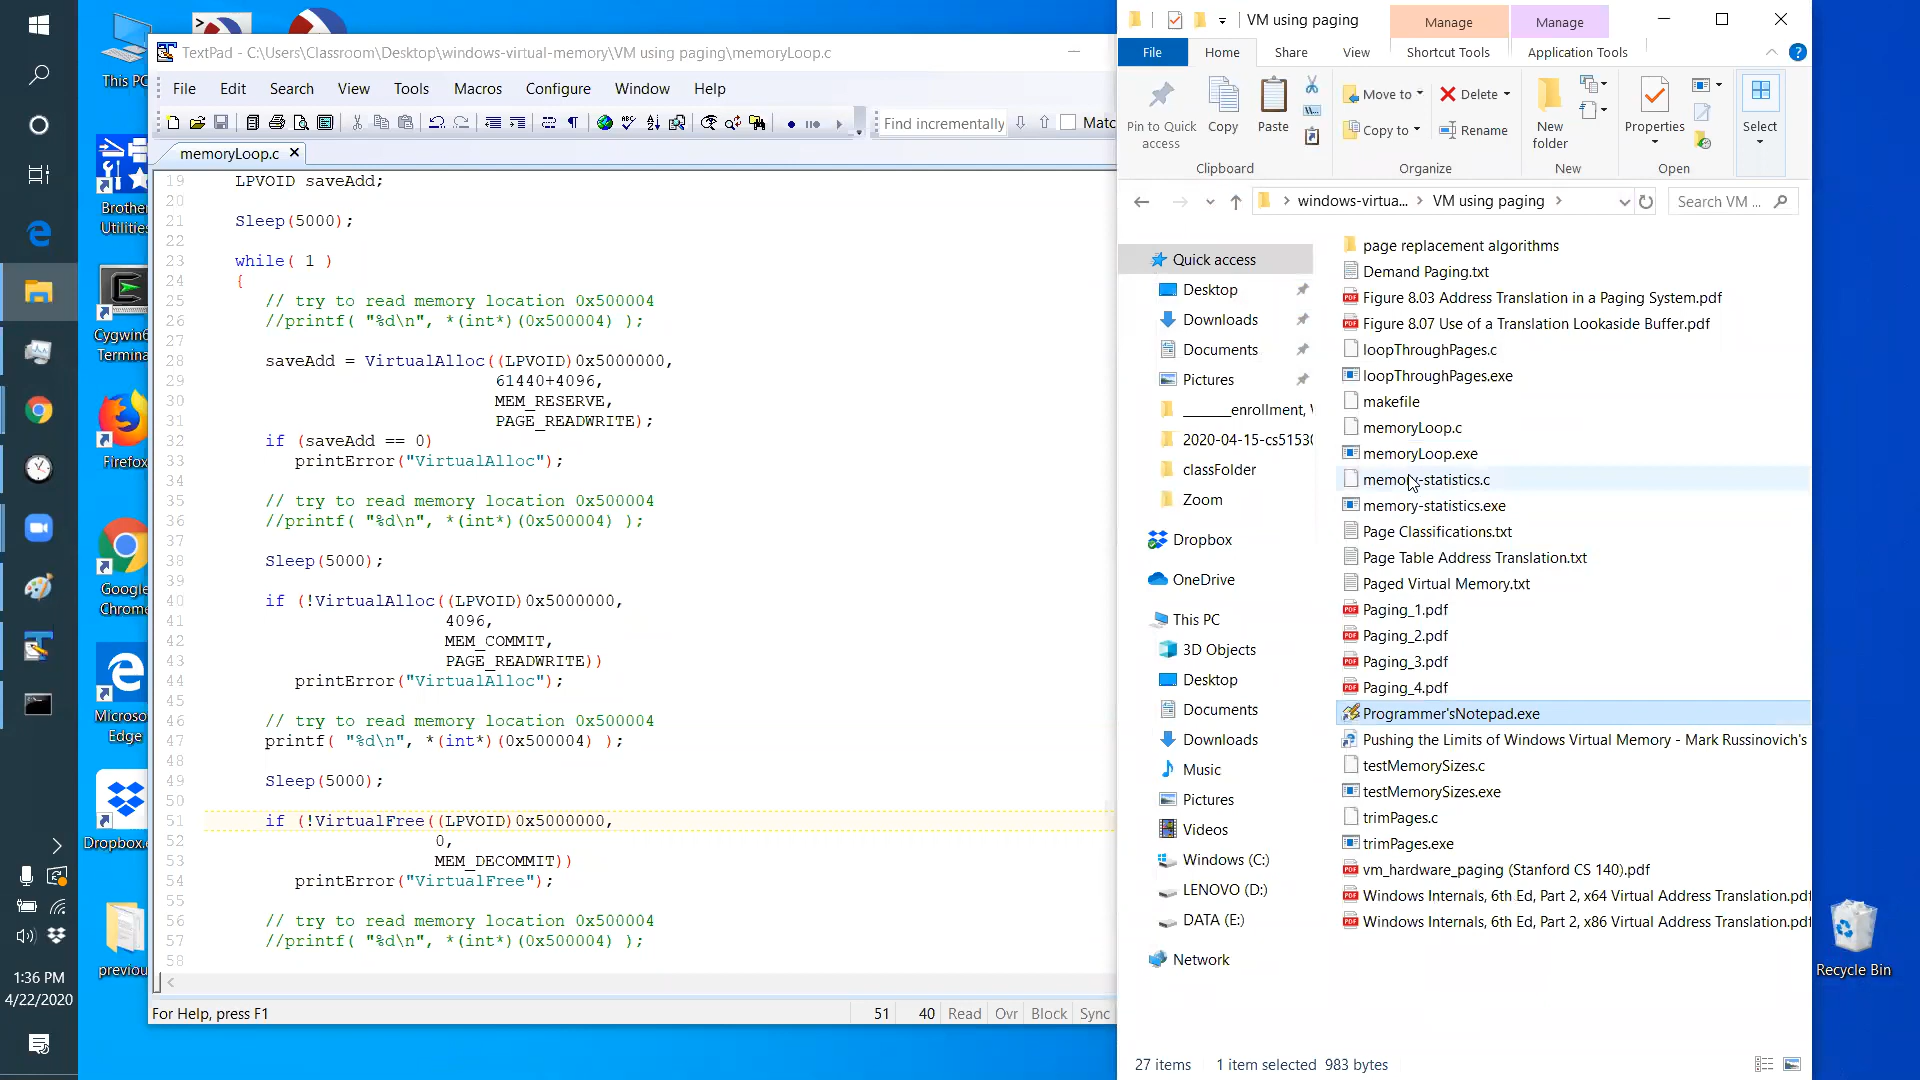 This PC
Brother
Utilities
Cygwin6
Termina
Firefox
Google
Chrome
Microso
Edge
Dropbox.e
previou
1:36 PM
4/22/2020
TextPad - C:\Users\Classroom\Desktop\windows-virtual-memory\VM using paging\memoryLoop.c
File Edit Search View Tools Macros Configure Window Help
Find incrementally
Matc
memoryLoop.c
19 LPVOID saveAdd;
20
21 Sleep(5000);
22
23 while( 1 )
24 {
25 // try to read memory location 0x500004
26 //printf( "%d\n", *(int*)(0x500004) );
27
28 saveAdd = VirtualAlloc((LPVOID)0x5000000,
29 61440+4096,
30 MEM_RESERVE,
31 PAGE_READWRITE);
32 if (saveAdd == 0)
33 printError("VirtualAlloc");
34
35 // try to read memory location 0x500004
36 //printf( "%d\n", *(int*)(0x500004) );
37
38 Sleep(5000);
39
40 if (!VirtualAlloc((LPVOID)0x5000000,
41 4096,
42 MEM_COMMIT,
43 PAGE_READWRITE))
44 printError("VirtualAlloc");
45
46 // try to read memory location 0x500004
47 printf( "%d\n", *(int*)(0x500004) );
48
49 Sleep(5000);
50
51 if (!VirtualFree((LPVOID)0x5000000,
52 0,
53 MEM_DECOMMIT))
54 printError("VirtualFree");
55
56 // try to read memory location 0x500004
57 //printf( "%d\n", *(int*)(0x500004) );
58
For Help, press F1
51 40 Read Ovr Block Sync
VM using paging
Manage Manage
File Home Share View Shortcut Tools Application Tools
Pin to Quick
access
Copy
Paste
Clipboard
Move to
Copy to
Delete
Rename
Organize
New
folder
New
Properties
Open
Select
windows-virtua... VM using paging
Search VM ...
Quick access
Desktop
Downloads
Documents
Pictures
_______enrollment,
2020-04-15-cs5153
classFolder
Zoom
Dropbox
OneDrive
This PC
3D Objects
Desktop
Documents
Downloads
Music
Pictures
Videos
Windows (C:)
LENOVO (D:)
DATA (E:)
Network
page replacement algorithms
Demand Paging.txt
Figure 8.03 Address Translation in a Paging System.pdf
Figure 8.07 Use of a Translation Lookaside Buffer.pdf
loopThroughPages.c
loopThroughPages.exe
makefile
memoryLoop.c
memoryLoop.exe
memory-statistics.c
memory-statistics.exe
Page Classifications.txt
Page Table Address Translation.txt
Paged Virtual Memory.txt
Paging_1.pdf
Paging_2.pdf
Paging_3.pdf
Paging_4.pdf
Programmer'sNotepad.exe
Pushing the Limits of Windows Virtual Memory - Mark Russinovich's
testMemorySizes.c
testMemorySizes.exe
trimPages.c
trimPages.exe
vm_hardware_paging (Stanford CS 140).pdf
Windows Internals, 6th Ed, Part 2, x64 Virtual Address Translation.pdf
Windows Internals, 6th Ed, Part 2, x86 Virtual Address Translation.pdf
27 items 1 item selected 983 bytes
Recycle Bin